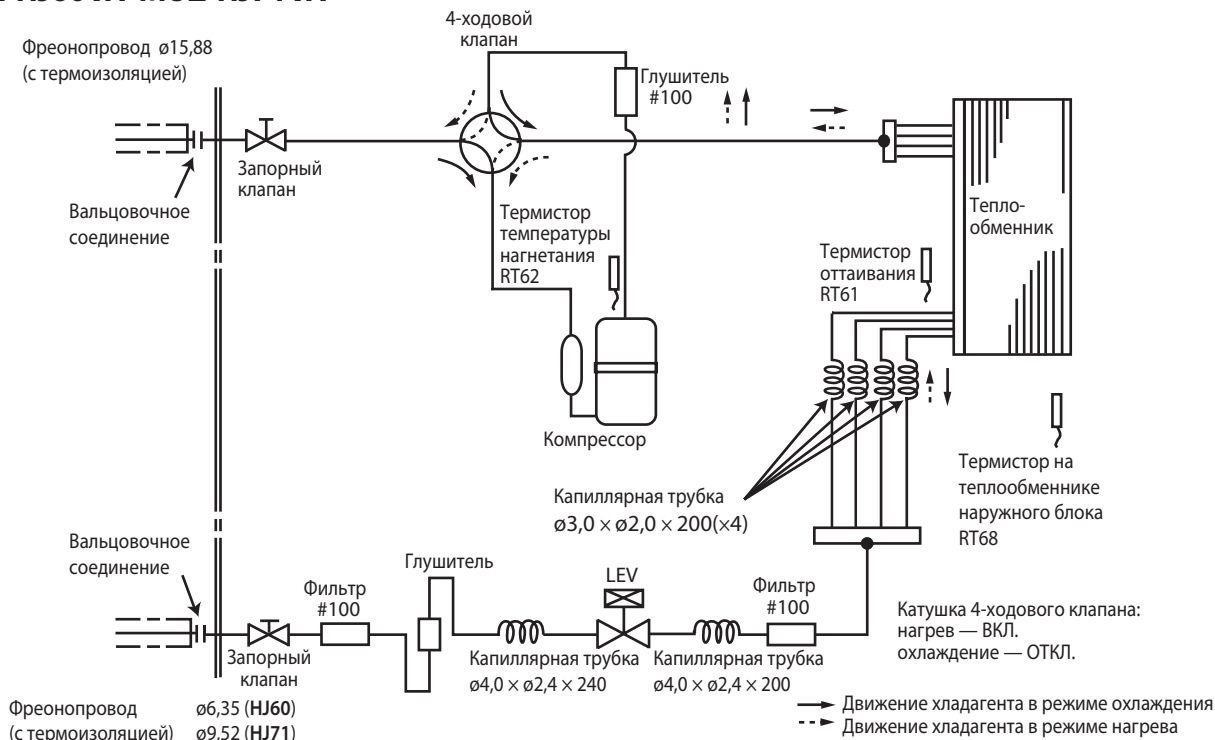 4-ходовой
клапан
Фреонопровод ø15,88
(с термоизоляцией)
Глушитель
#100
Запорный
клапан
Вальцовочное
соединение
Термистор
температуры
нагнетания
RT62
Тепло-
обменник
Термистор
оттаивания
RT61
Компрессор
Капиллярная трубка
ø3,0 × ø2,0 × 200(×4)
Термистор на
теплообменнике
наружного блока
RT68
Вальцовочное
соединение
Фильтр
#100
Глушитель
LEV
Фильтр
#100
Катушка 4-ходового клапана:
нагрев — ВКЛ.
охлаждение — ОТКЛ.
Запорный
клапан
Капиллярная трубка
ø4,0 × ø2,4 × 240
Капиллярная трубка
ø4,0 × ø2,4 × 200
Фреонопровод ø6,35 (HJ60)
(с термоизоляцией) ø9,52 (HJ71)
Движение хладагента в режиме охлаждения
Движение хладагента в режиме нагрева